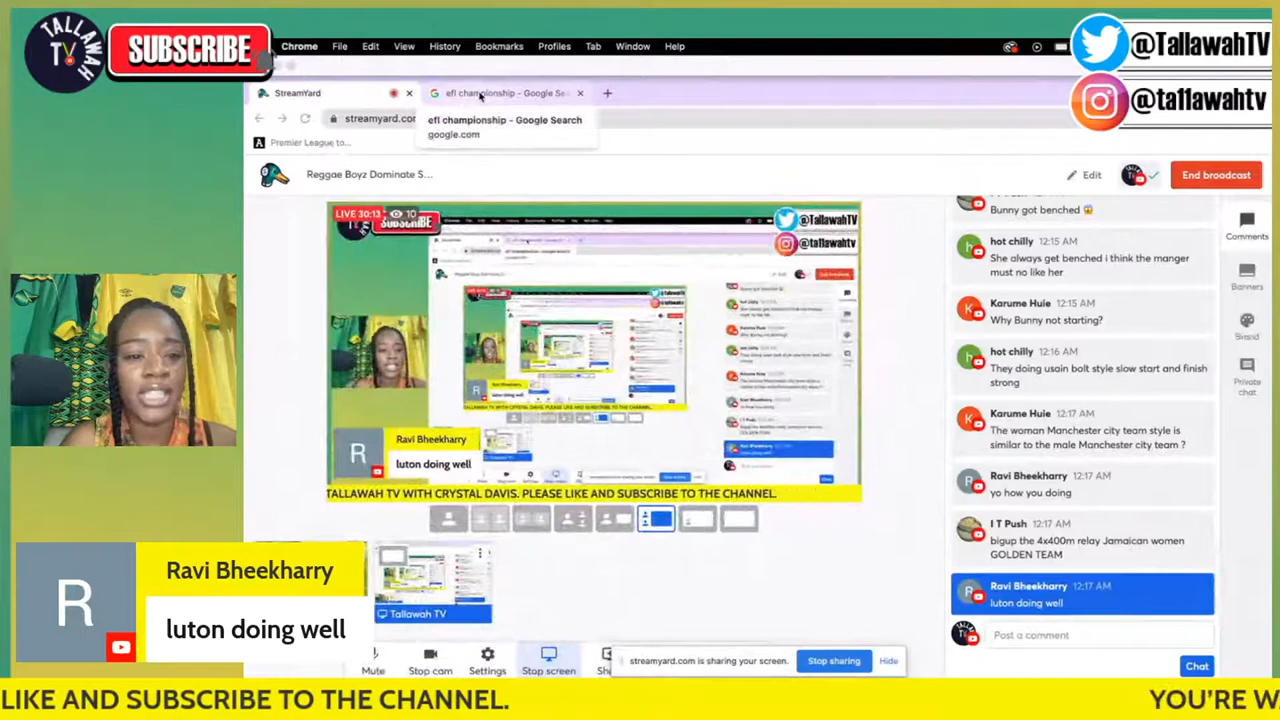 TALLAWAH
TV
SUBSCRIBE
Chrome File Edit View History Bookmarks Profiles Tab Window Help
@TallawahTV
@ta11awahtv
StreamYard
efl championship - Google Sea
efl championship - Google Search
google.com
streamyard.com
Premier League to...
Reggae Boyz Dominate S...
Edit
End broadcast
LIVE 30:13 10
SUBSCRIBE
@TallawahTV
@ta11awahtv
Bunny got benched 😱
hot chilly 12:15 AM
She always get benched i think the manger
must no like her
Karume Huie 12:15 AM
Why Bunny not starting?
hot chilly 12:16 AM
They doing usain bolt style slow start and finish
strong
Karume Huie 12:17 AM
The woman Manchester city team style is
similar to the male Manchester city team ?
Ravi Bheekharry 12:17 AM
yo how you doing
I T Push 12:17 AM
bigup the 4x400m relay Jamaican women
GOLDEN TEAM
Ravi Bheekharry 12:17 AM
luton doing well
Post a comment
Chat
Comments
Banners
Brand
Private
chat
R
Ravi Bheekharry
luton doing well
TALLAWAH TV WITH CRYSTAL DAVIS. PLEASE LIKE AND SUBSCRIBE TO THE CHANNEL.
Tallawah TV
R
Ravi Bheekharry
luton doing well
Mute
Stop cam
Settings
Stop screen
streamyard.com is sharing your screen.
Stop sharing
Hide
LIKE AND SUBSCRIBE TO THE CHANNEL.
YOU'RE WA